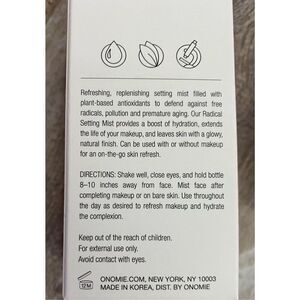 Refreshing, replenishing setting mist filled with
plant-based antioxidants to defend against free
radicals, pollution and premature aging. Our Radical
Setting Mist provides a boost of hydration, extends
the life of your makeup, and leaves skin with a glowy,
natural finish. Can be used with or without makeup
for an on-the-go skin refresh.
DIRECTIONS: Shake well, close eyes, and hold bottle
8–10 inches away from face. Mist face after
completing makeup or on bare skin. Use throughout
the day as desired to refresh makeup and hydrate
the complexion.
Keep out of the reach of children.
For external use only.
Avoid contact with eyes.
12M
ONOMIE.COM, NEW YORK, NY 10003
MADE IN KOREA, DIST. BY ONOMIE